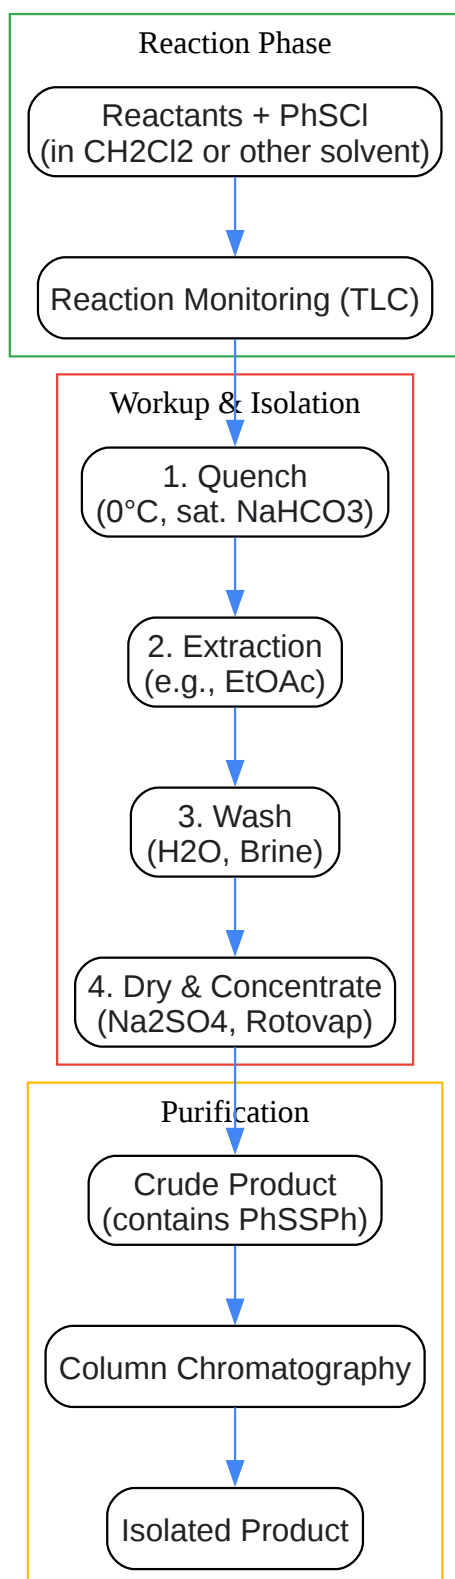 Reaction Phase
Reactants + PhSCl
(in CH2Cl2 or other solvent)
Reaction Monitoring (TLC)
Workup & Isolation
1. Quench
(0°C, sat. NaHCO3)
2. Extraction
(e.g., EtOAc)
3. Wash
(H2O, Brine)
4. Dry & Concentrate
(Na2SO4, Rotovap)
Purification
Crude Product
(contains PhSSPh)
Column Chromatography
Isolated Product